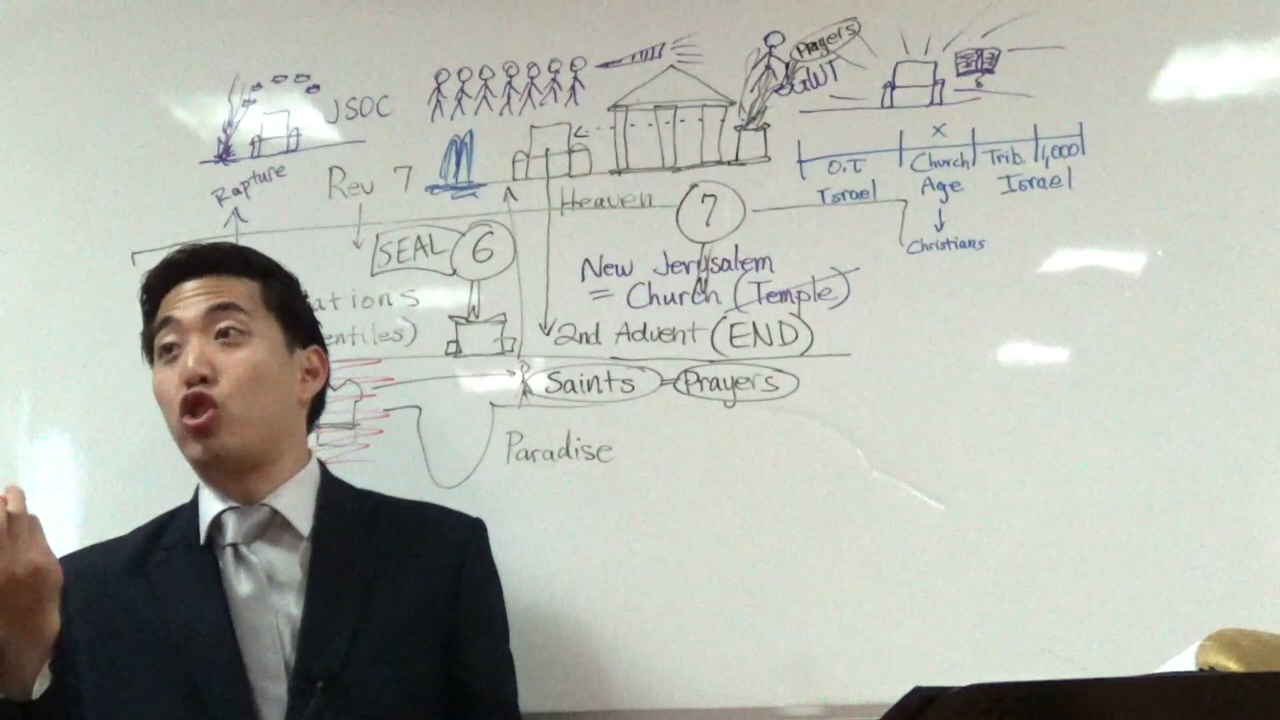 Prayers
JSOC
GWT
X
O.T
Israel
Church
Age
Trib.
1,000
Israel
Christians
Rapture
Rev 7
Heaven
7
SEAL
6
New Jerusalem
= Church (Temple)
2nd Advent (END)
Saints = Prayers
Paradise